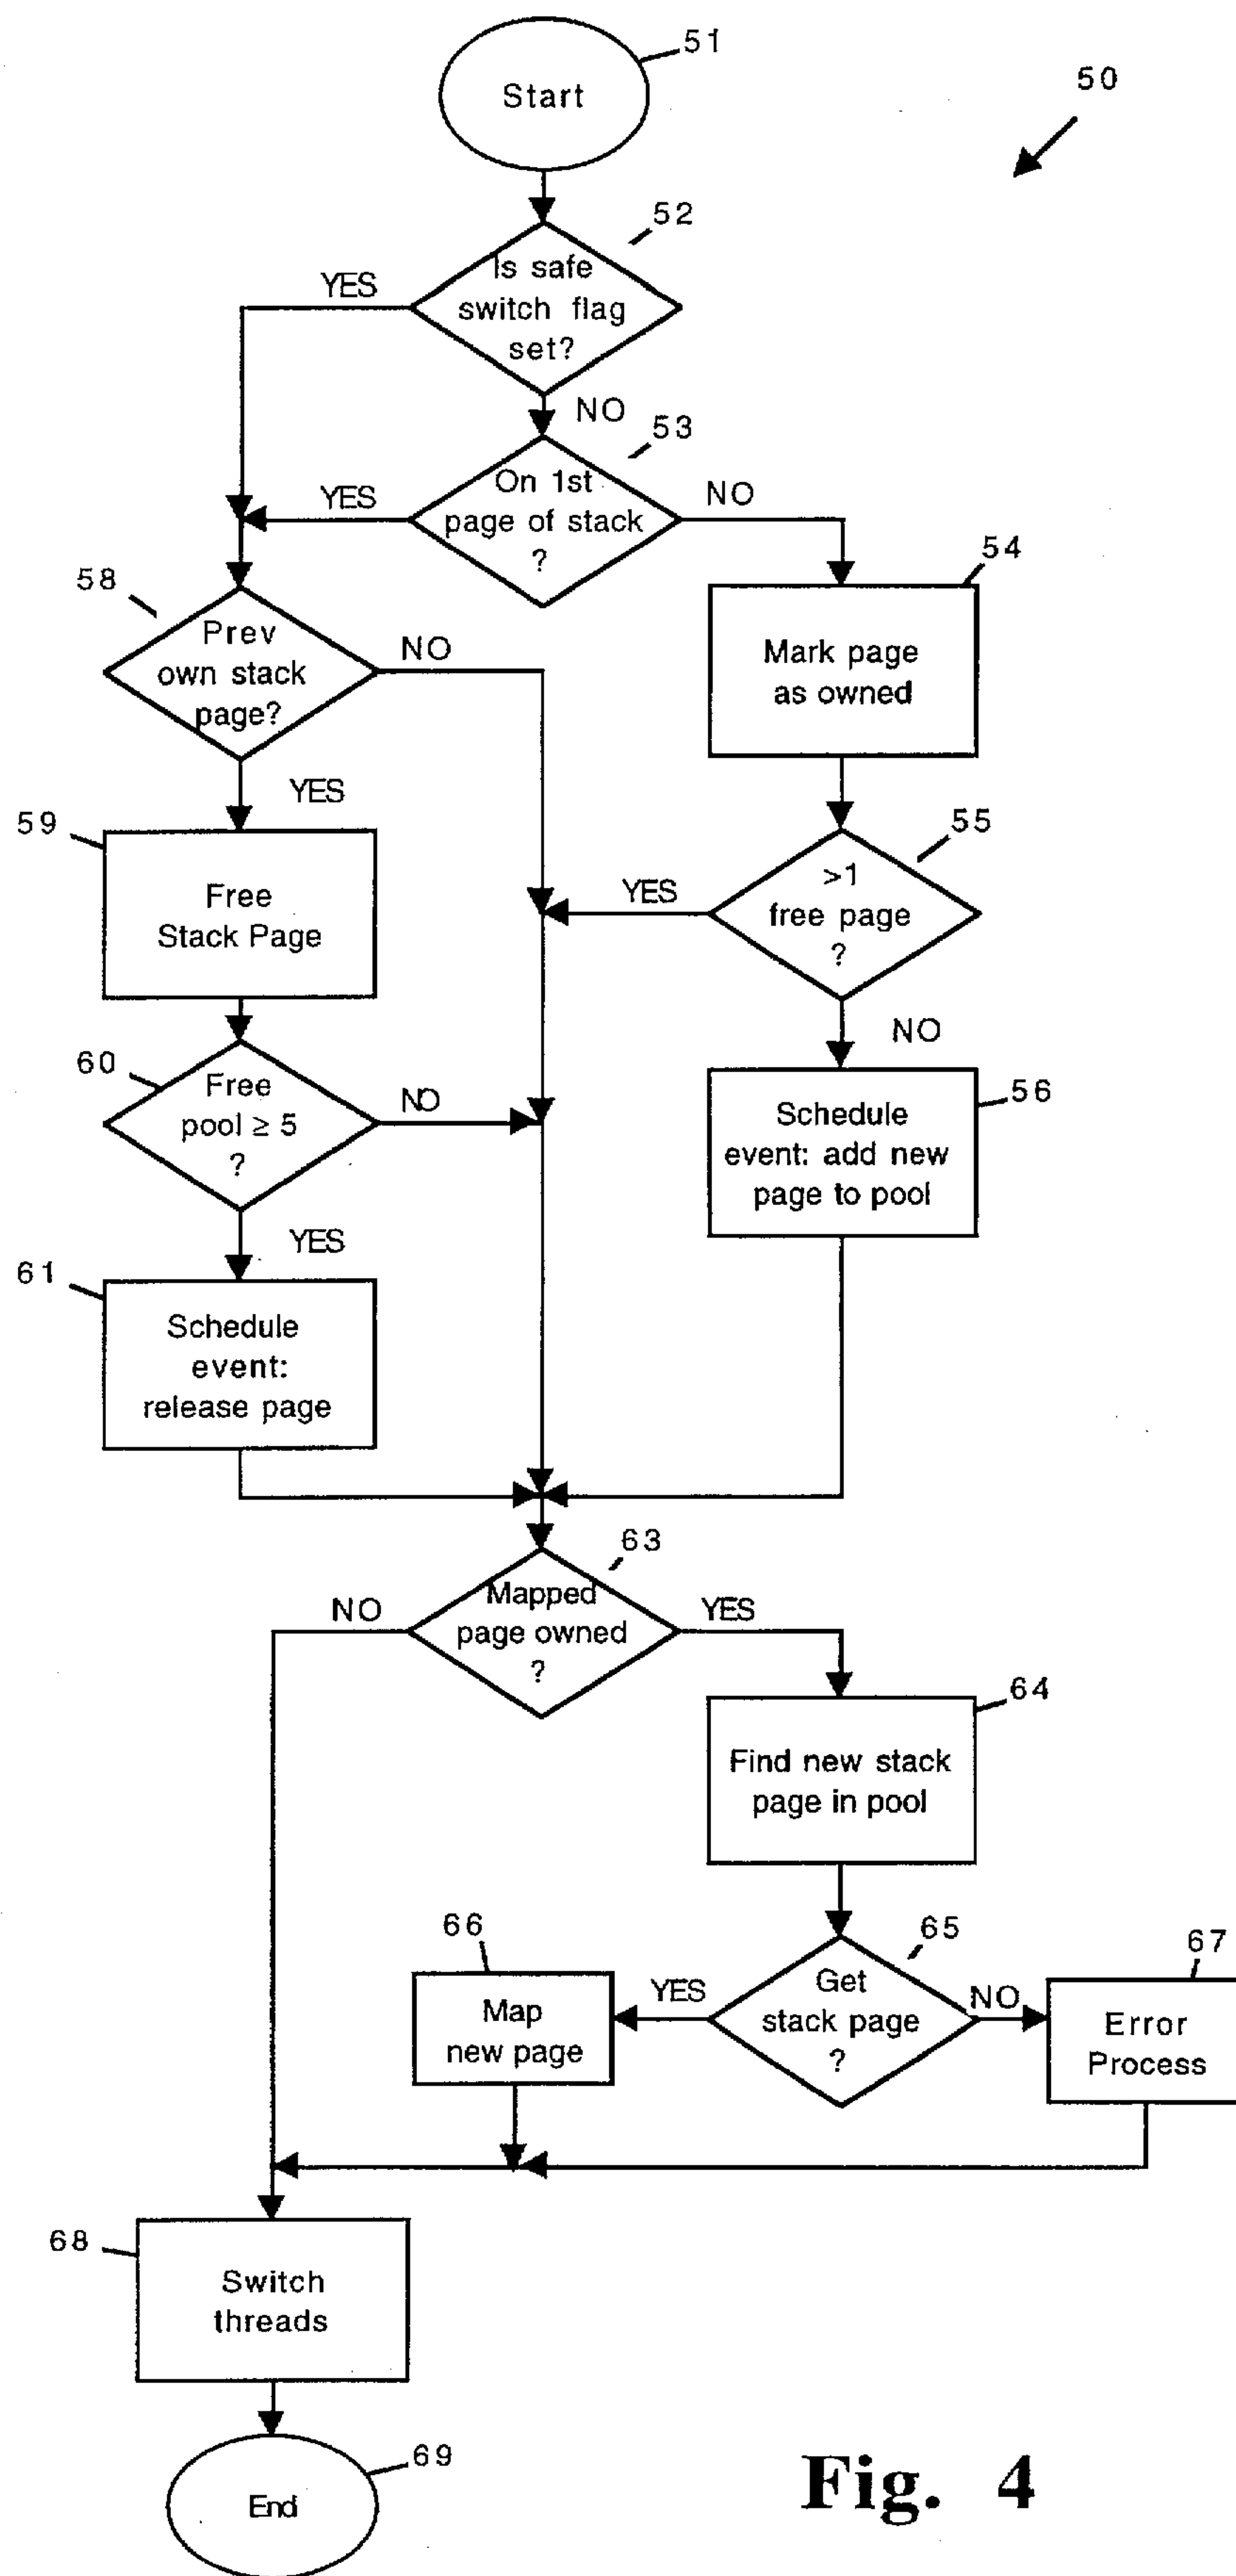 51
Start
50
52
Is safe
switch flag
set?
YES
NO
53
On 1st
page of stack
?
YES
NO
54
Mark page
as owned
58
Prev
own stack
page?
NO
YES
55
>1
free page
?
YES
NO
59
Free
Stack Page
60
Free
pool ≥ 5
?
NO
YES
56
Schedule
event: add new
page to pool
61
Schedule
event:
release page
63
Mapped
page owned
?
NO
YES
64
Find new stack
page in pool
65
Get
stack page
?
YES
NO
66
Map
new page
67
Error
Process
68
Switch
threads
69
End
Fig. 4